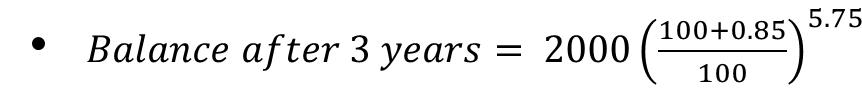 • Balance after 3 years = 2000 (100+0.85/100)^5.75